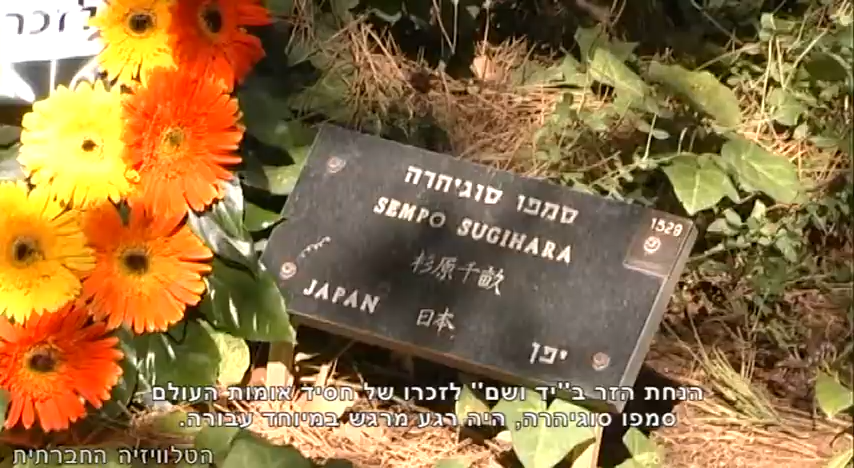 לזכר
1529
סמפו סוגיהרה
SEMPO SUGIHARA
杉原千畝
JAPAN
日本
יפן
הנחת הזר ב"יד ושם" לזכרו של חסיד אומות העולם
סמפו סוגיהרה, היה רגע מרגש במיוחד עבורה.
הטלוויזיה החברתית